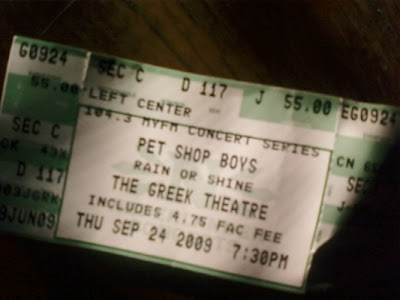 G0924 SEC C D 117 J 55.00 EG0924
55.00 LEFT CENTER
104.3 MYFM CONCERT SERIES
SEC C PET SHOP BOYS CN
RAIN OR SHINE SEC
D 117 THE GREEK THEATRE D
INCLUDES 4.75 FAC FEE
9JUN09 THU SEP 24 2009 7:30PM